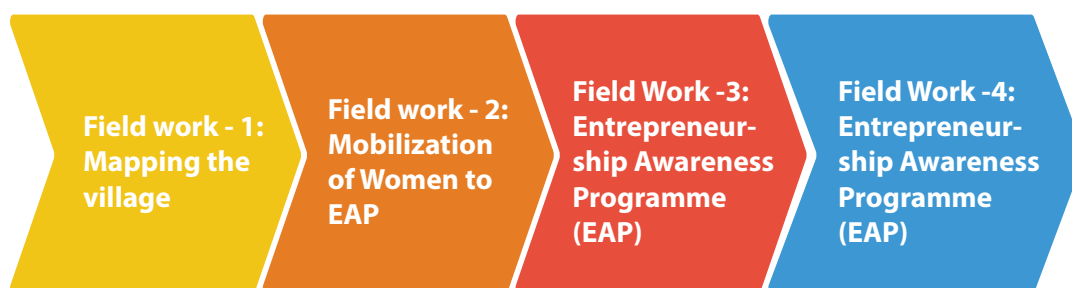 Field work - 1:
Mapping the
village
Field work - 2:
Mobilization
of Women to
EAP
Field Work -3:
Entrepreneur-
ship Awareness
Programme
(EAP)
Field Work -4:
Entrepreneur-
ship Awareness
Programme
(EAP)